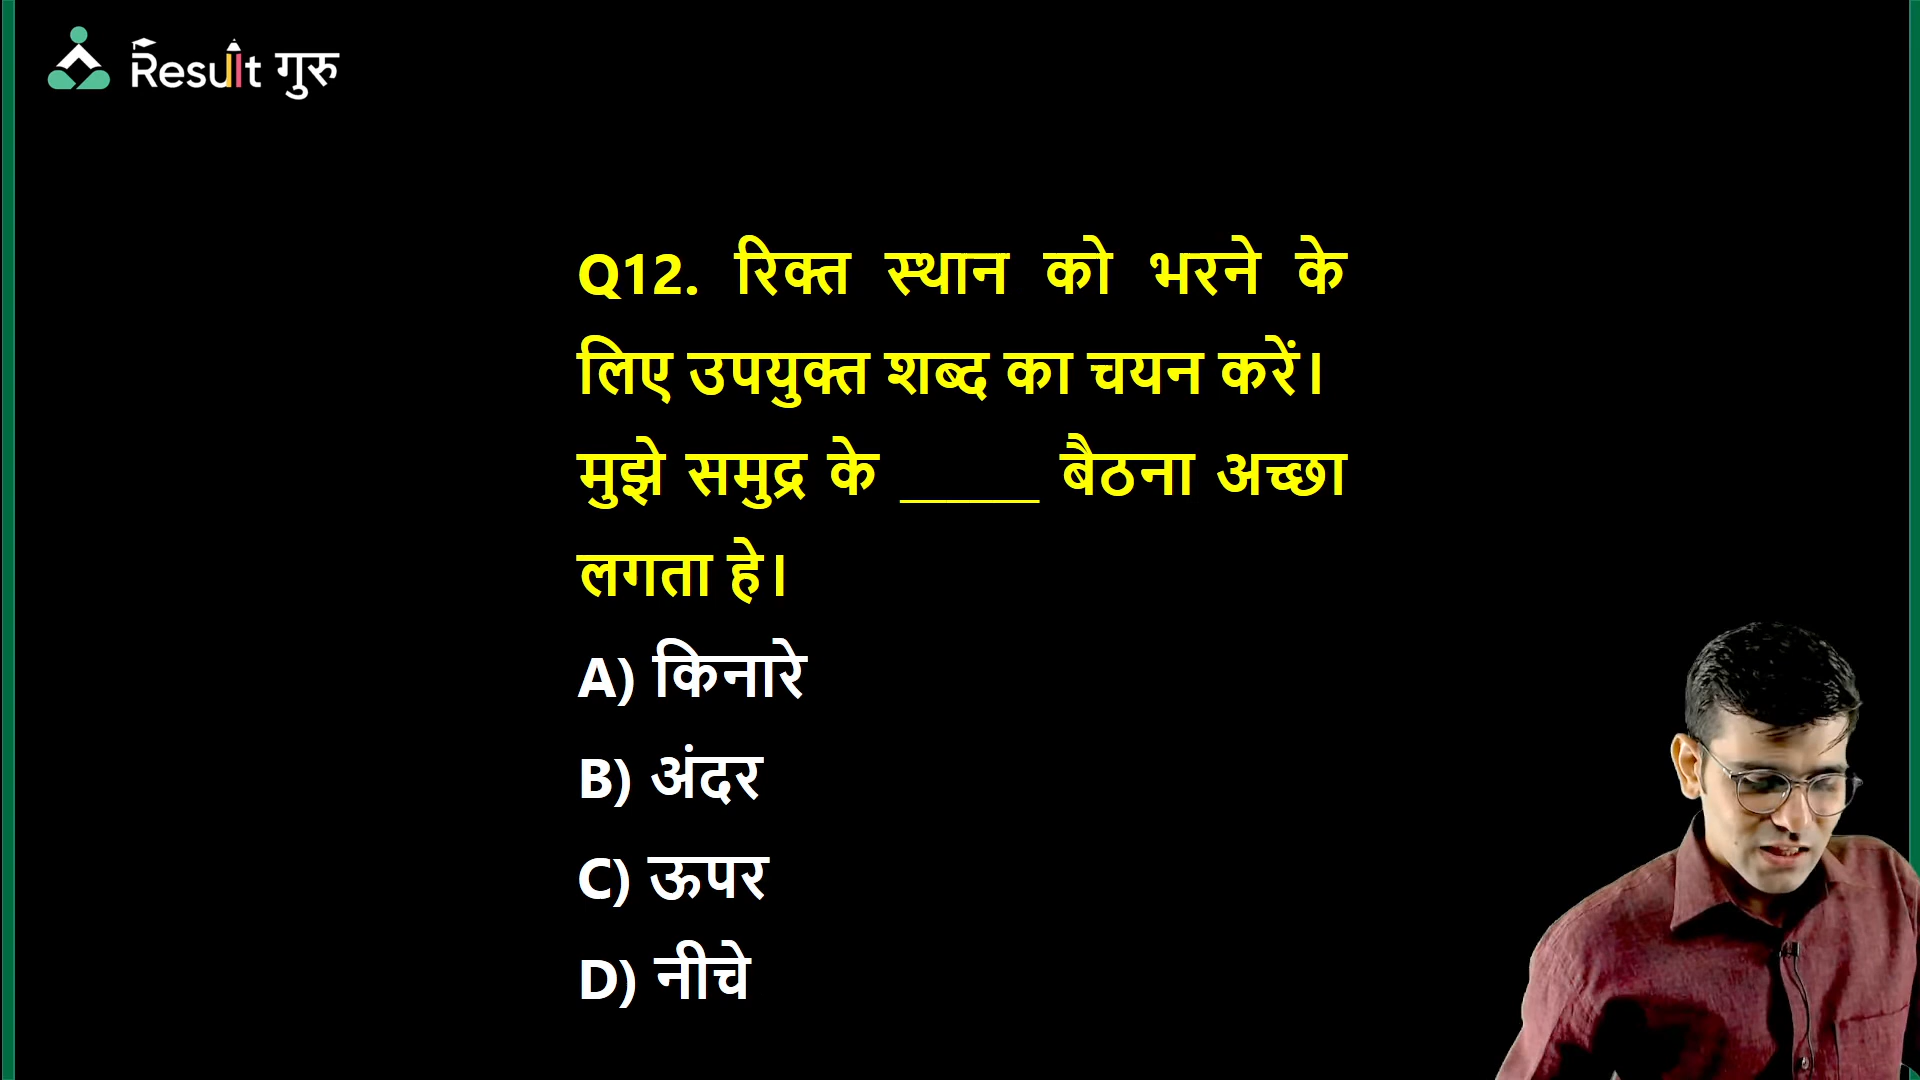 Result गुरु
Q12. रिक्त स्थान को भरने के
लिए उपयुक्त शब्द का चयन करें।
मुझे समुद्र के _____ बैठना अच्छा
लगता हे।
A) किनारे
B) अंदर
C) ऊपर
D) नीचे